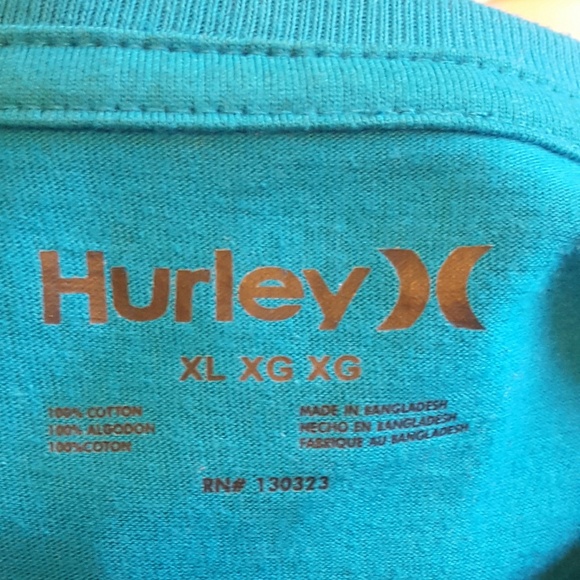 Hurley
XL XG XG
100% COTTON
100% ALGODON
100%COTON
MADE IN BANGLADESH
HECHO EN BANGLADESH
FABRIQUE AU BANGLADESH
RN# 130323